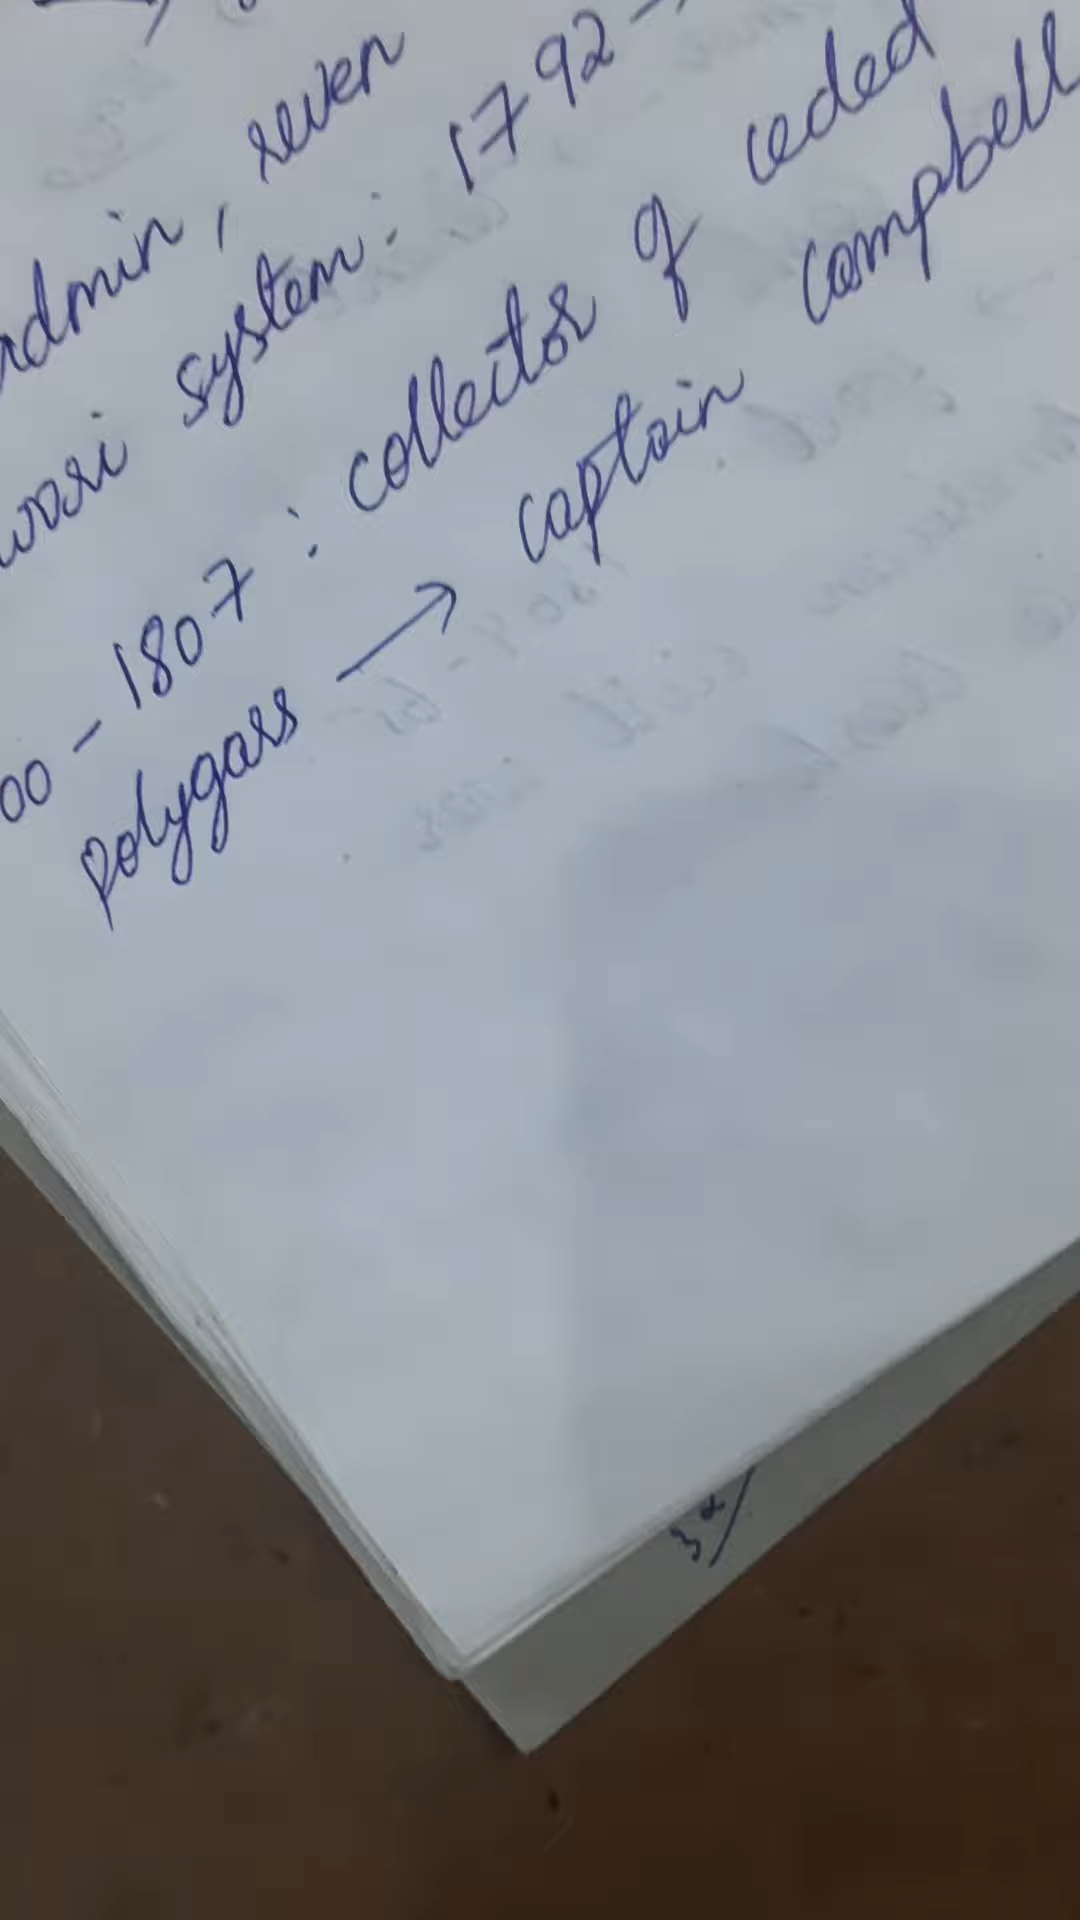 admin, reven
wari system: 1792 -
00 - 1807 : collector of ceded
polygars → captain campbell